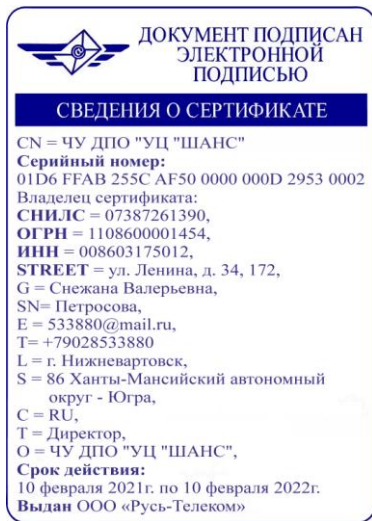 ДОКУМЕНТ ПОДПИСАН
ЭЛЕКТРОННОЙ
ПОДПИСЬЮ
СВЕДЕНИЯ О СЕРТИФИКАТЕ
CN = ЧУ ДПО "УЦ "ШАНС"
Серийный номер:
01D6 FFAB 255C AF50 0000 000D 2953 0002
Владелец сертификата:
СНИЛС = 07387261390,
ОГРН = 1108600001454,
ИНН = 008603175012,
STREET = ул. Ленина, д. 34, 172,
G = Снежана Валерьевна,
SN= Петросова,
E = 533880@mail.ru,
T= +79028533880
L = г. Нижневартовск,
S = 86 Ханты-Мансийский автономный
округ - Югра,
C = RU,
T = Директор,
O = ЧУ ДПО "УЦ "ШАНС",
Срок действия:
10 февраля 2021г. по 10 февраля 2022г.
Выдан ООО «Русь-Телеком»